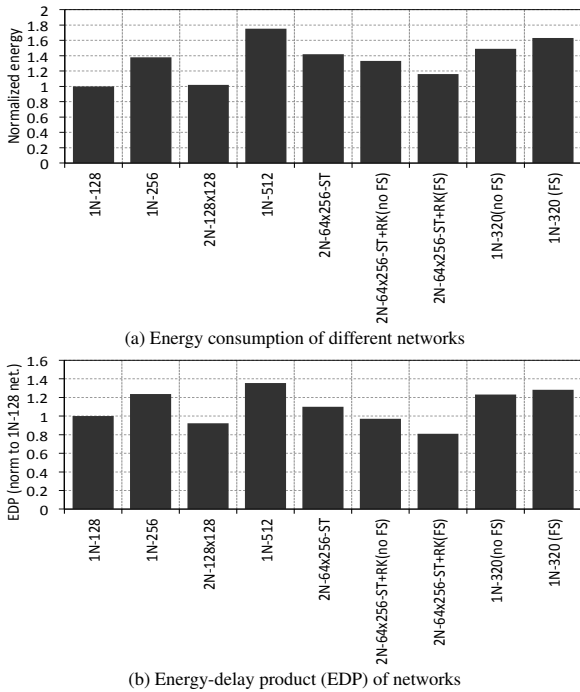 2
1.8
1.6
1.4
1.2
1
0.8
0.6
0.4
0.2
0
Normalized energy
1N-128
1N-256
2N-128x128
1N-512
2N-64x256-ST
2N-64x256-ST+RK(no FS)
2N-64x256-ST+RK(FS)
1N-320(no FS)
1N-320 (FS)
(a) Energy consumption of different networks
1.6
1.4
1.2
1
0.8
0.6
0.4
0.2
0
EDP (norm to 1N-128 net.)
1N-128
1N-256
2N-128x128
1N-512
2N-64x256-ST
2N-64x256-ST+RK(no FS)
2N-64x256-ST+RK(FS)
1N-320(no FS)
1N-320 (FS)
(b) Energy-delay product (EDP) of networks